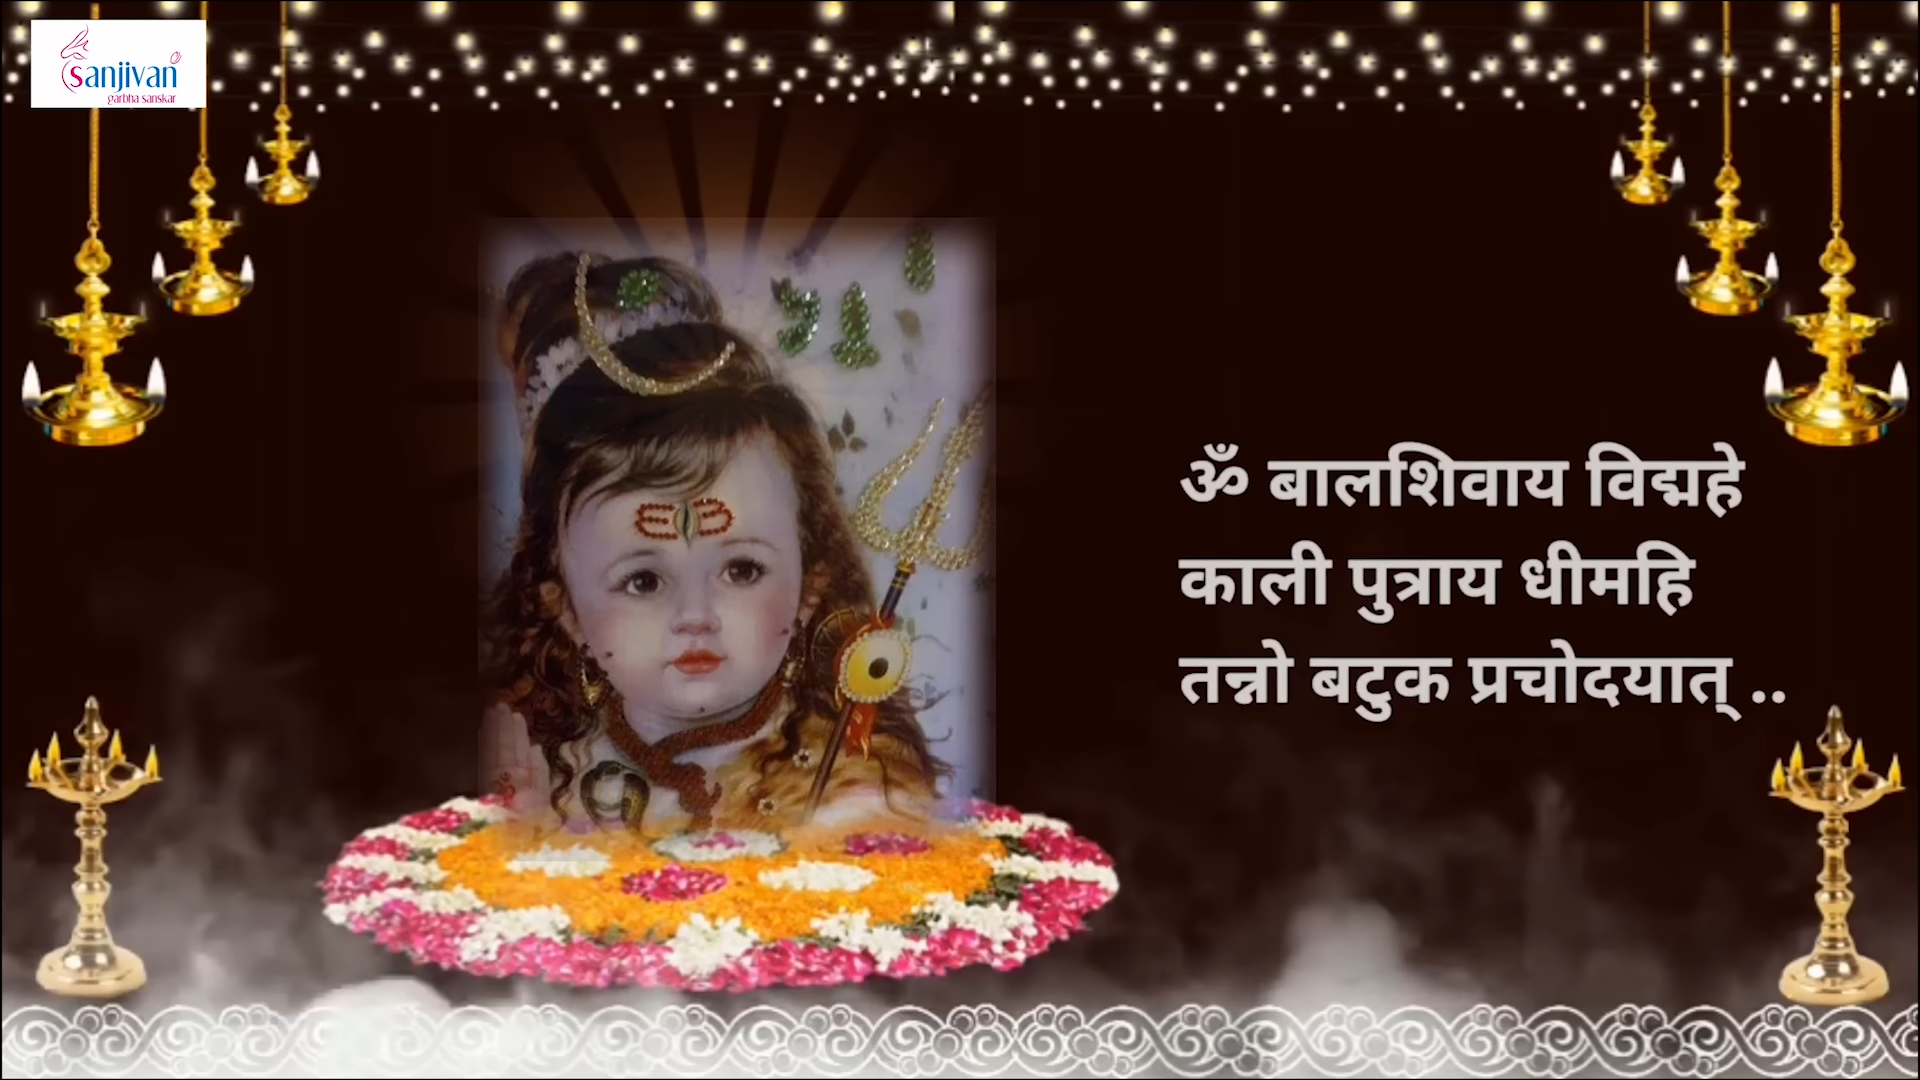 sanjivan
garbha sanskar
ॐ बालशिवाय विद्महे
काली पुत्राय धीमहि
तन्नो बटुक प्रचोदयात् ..